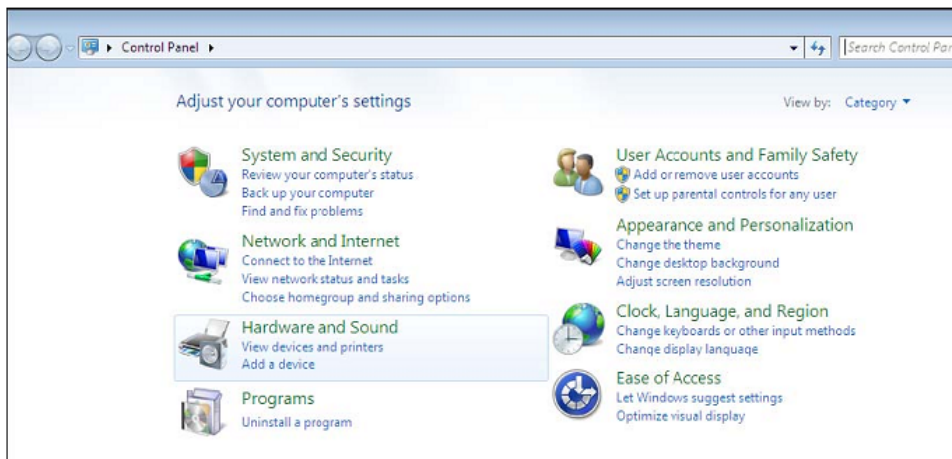 Control Panel
Search Control Par
Adjust your computer's settings
View by: Category
System and Security
Review your computer's status
Back up your computer
Find and fix problems
Network and Internet
Connect to the Internet
View network status and tasks
Choose homegroup and sharing options
Hardware and Sound
View devices and printers
Add a device
Programs
Uninstall a program
User Accounts and Family Safety
Add or remove user accounts
Set up parental controls for any user
Appearance and Personalization
Change the theme
Change desktop background
Adjust screen resolution
Clock, Language, and Region
Change keyboards or other input methods
Change display language
Ease of Access
Let Windows suggest settings
Optimize visual display